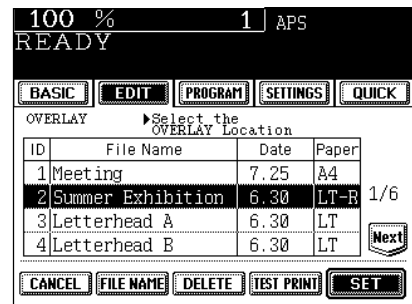 100 % 1 APS
READY
BASIC EDIT PROGRAM SETTINGS QUICK
OVERLAY ▶Select the
OVERLAY Location
ID File Name Date Paper
1 Meeting 7.25 A4
2 Summer Exhibition 6.30 LT-R
1/6
3 Letterhead A 6.30 LT
4 Letterhead B 6.30 LT
Next
CANCEL FILE NAME DELETE TEST PRINT SET